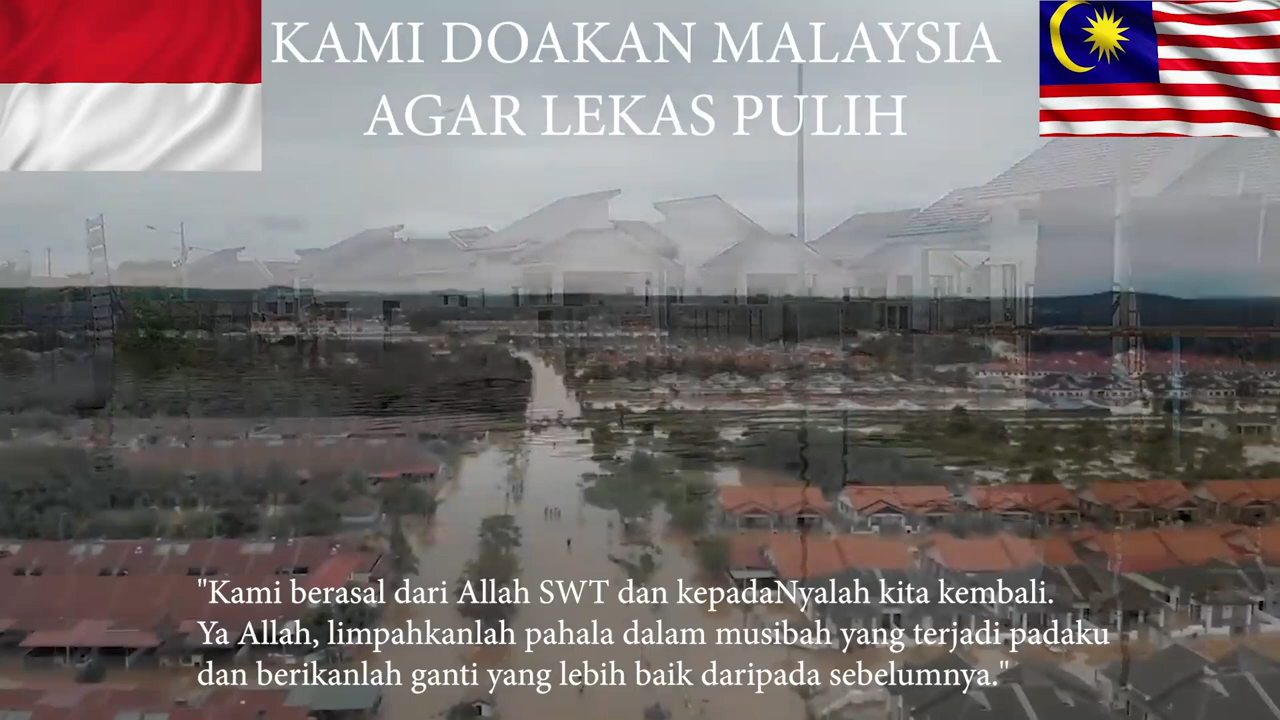 KAMI DOAKAN MALAYSIA
AGAR LEKAS PULIH
"Kami berasal dari Allah SWT dan kepadaNyalah kita kembali.
Ya Allah, limpahkanlah pahala dalam musibah yang terjadi padaku
dan berikanlah ganti yang lebih baik daripada sebelumnya."